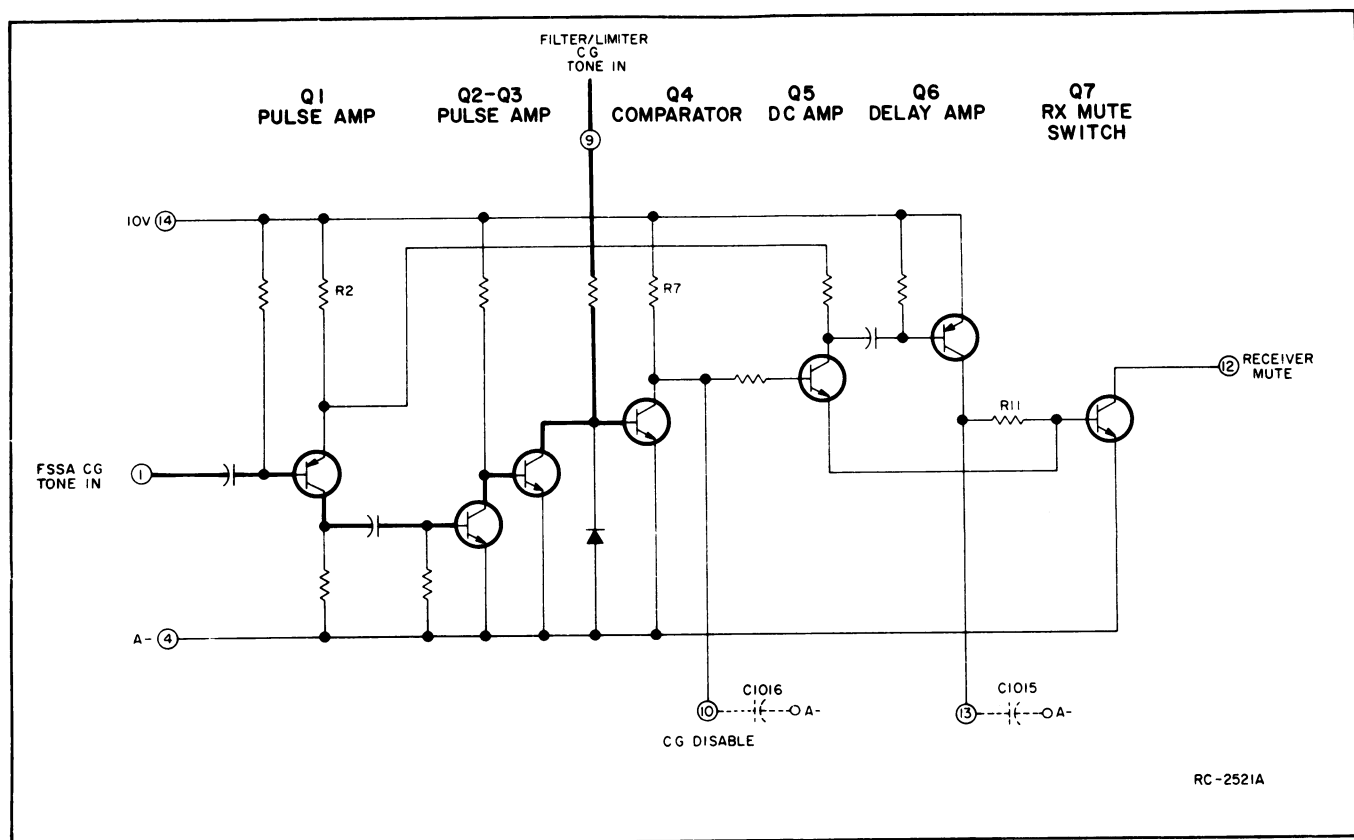 FILTER/LIMITER
CG
TONE IN
Q1
PULSE AMP
Q2-Q3
PULSE AMP
Q4
COMPARATOR
Q5
DC AMP
Q6
DELAY AMP
Q7
RX MUTE
SWITCH
9
10V 14
R2
R7
12 RECEIVER
MUTE
R11
FSSA CG
TONE IN
1
A- 4
C1016
10
A-
CG DISABLE
C1015
13
A-
RC-2521A